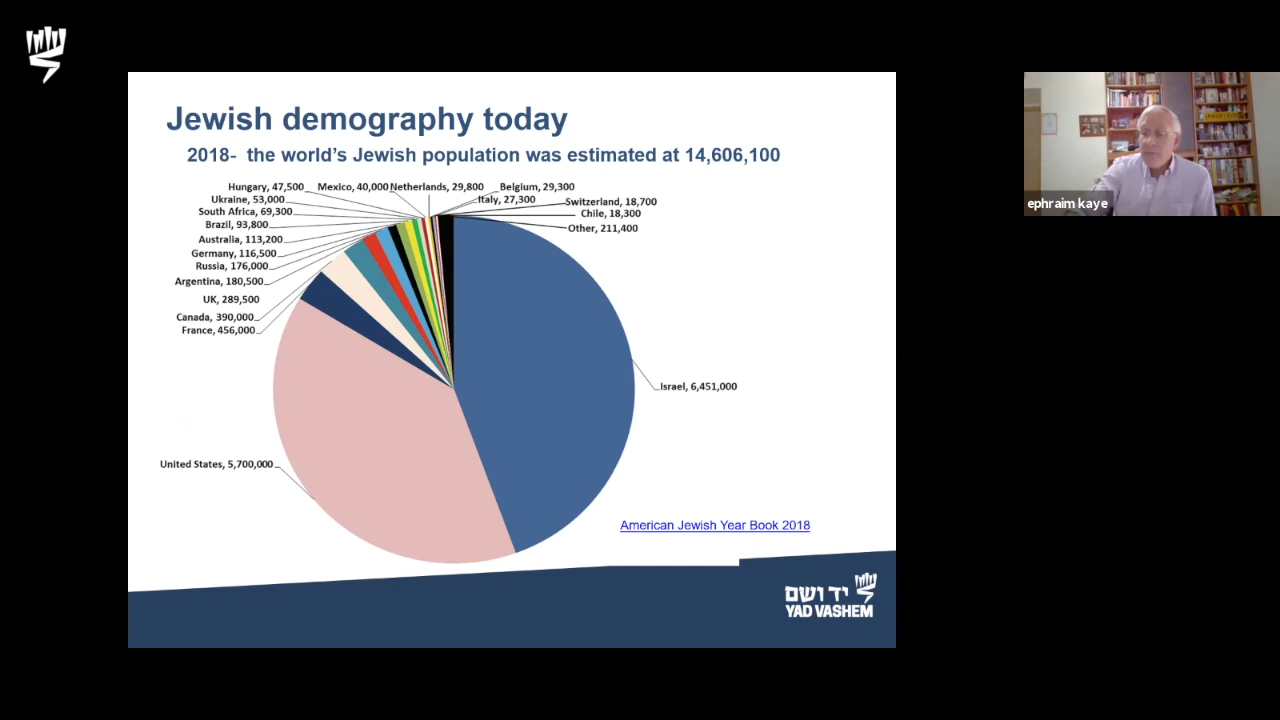 Jewish demography today
2018- the world's Jewish population was estimated at 14,606,100
Hungary, 47,500
Mexico, 40,000
Netherlands, 29,800
Belgium, 29,300
Ukraine, 53,000
Italy, 27,300
Switzerland, 18,700
South Africa, 69,300
Chile, 18,300
Brazil, 93,800
Other, 211,400
Australia, 113,200
Germany, 116,500
Russia, 176,000
Argentina, 180,500
UK, 289,500
Canada, 390,000
France, 456,000
Israel, 6,451,000
United States, 5,700,000
American Jewish Year Book 2018
יד ושם
YAD VASHEM
ephraim kaye